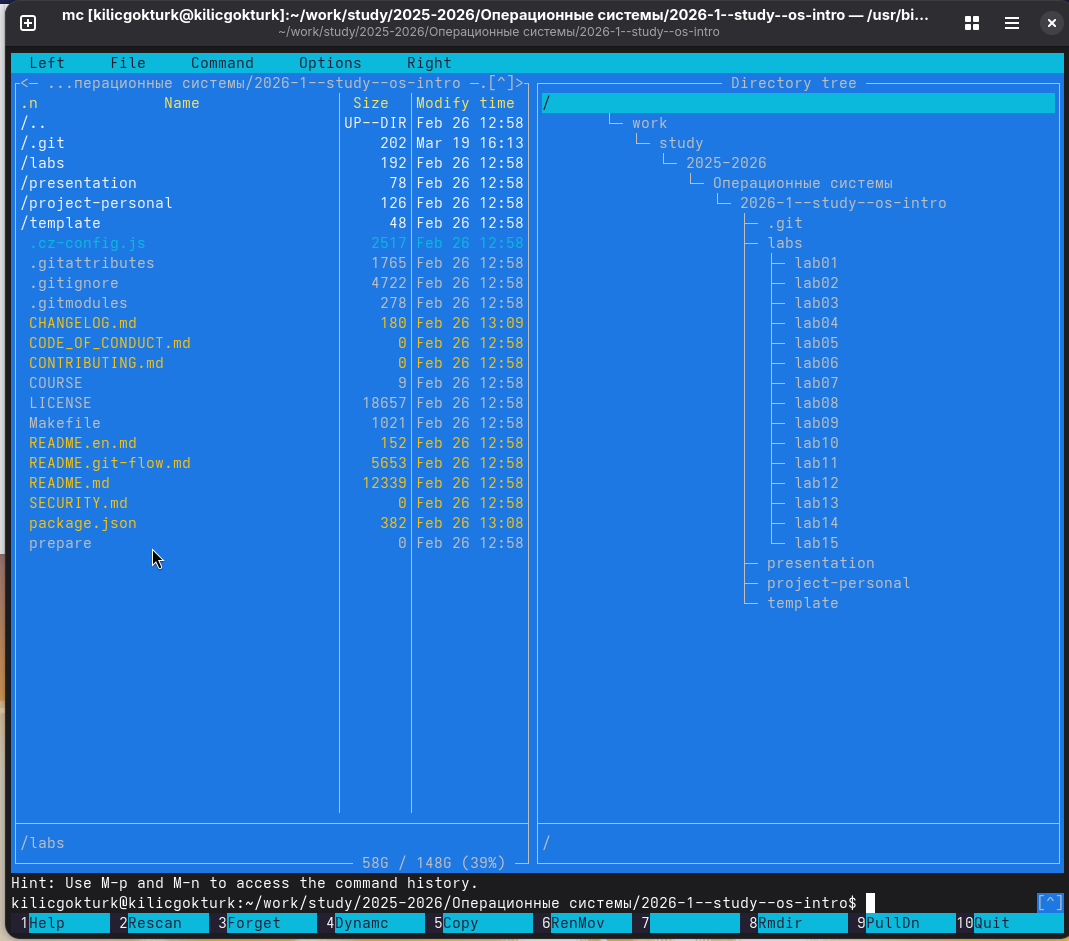 mc [kilicgokturk@kilicgokturk]:~/work/study/2025-2026/Операционные системы/2026-1--study--os-intro — /usr/bi…
~/work/study/2025-2026/Операционные системы/2026-1--study--os-intro
Left File Command Options Right
<— ...перационные системы/2026-1--study--os-intro —.[^]>
.n Name Size Modify time
/.. UP--DIR Feb 26 12:58
/.git 202 Mar 19 16:13
/labs 192 Feb 26 12:58
/presentation 78 Feb 26 12:58
/project-personal 126 Feb 26 12:58
/template 48 Feb 26 12:58
.cz-config.js 2517 Feb 26 12:58
.gitattributes 1765 Feb 26 12:58
.gitignore 4722 Feb 26 12:58
.gitmodules 278 Feb 26 12:58
CHANGELOG.md 180 Feb 26 13:09
CODE_OF_CONDUCT.md 0 Feb 26 12:58
CONTRIBUTING.md 0 Feb 26 12:58
COURSE 9 Feb 26 12:58
LICENSE 18657 Feb 26 12:58
Makefile 1021 Feb 26 12:58
README.en.md 152 Feb 26 12:58
README.git-flow.md 5653 Feb 26 12:58
README.md 12339 Feb 26 12:58
SECURITY.md 0 Feb 26 12:58
package.json 382 Feb 26 13:08
prepare 0 Feb 26 12:58
/labs
58G / 148G (39%)
Directory tree
/
work
study
2025-2026
Операционные системы
2026-1--study--os-intro
.git
labs
lab01
lab02
lab03
lab04
lab05
lab06
lab07
lab08
lab09
lab10
lab11
lab12
lab13
lab14
lab15
presentation
project-personal
template
/
Hint: Use M-p and M-n to access the command history.
kilicgokturk@kilicgokturk:~/work/study/2025-2026/Операционные системы/2026-1--study--os-intro$ [^]
1Help 2Rescan 3Forget 4Dynamc 5Copy 6RenMov 7 8Rmdir 9PullDn 10Quit